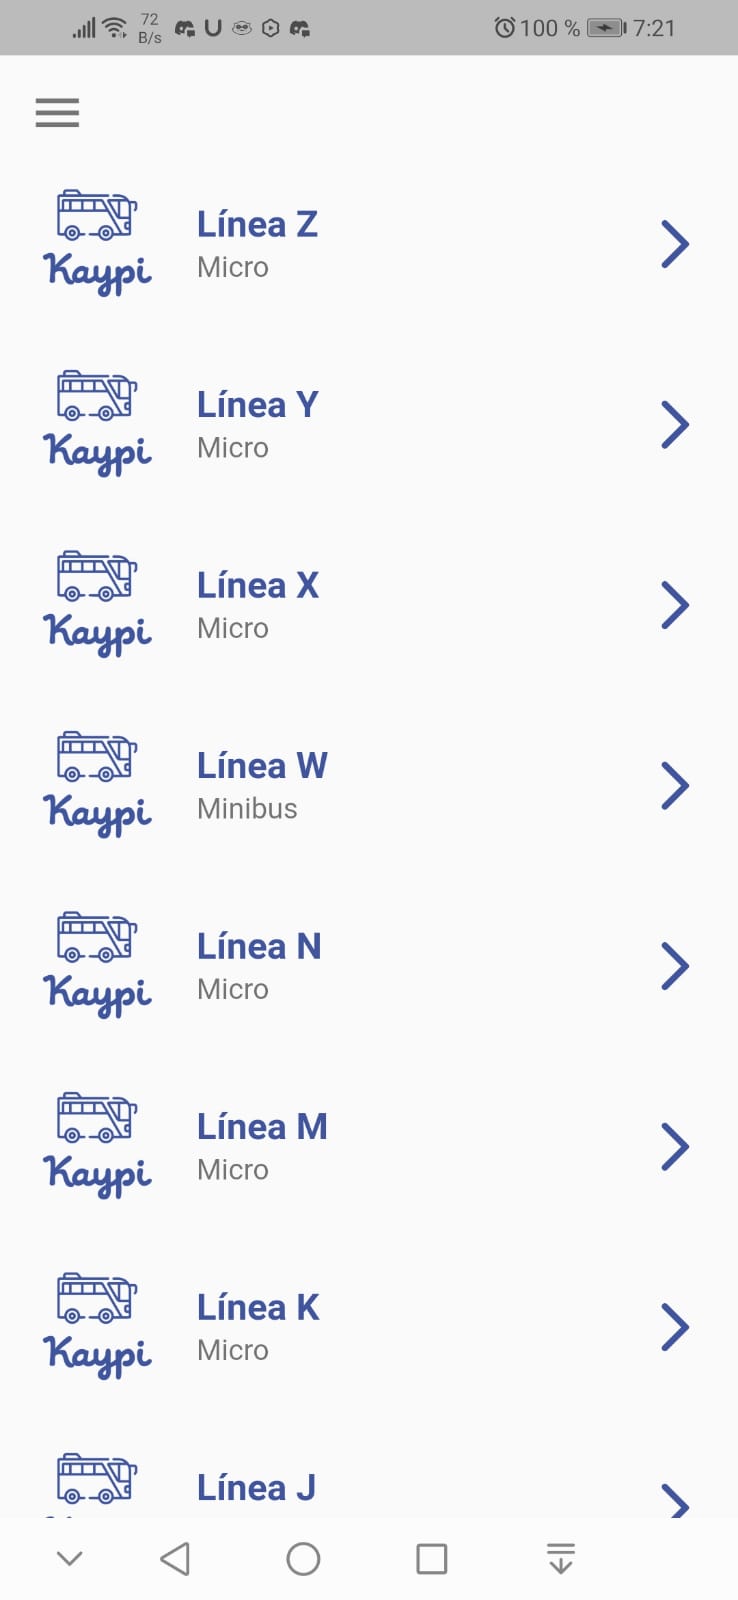 72
B/s
100 %
7:21
Kaypi
Línea Z
Micro
Kaypi
Línea Y
Micro
Kaypi
Línea X
Micro
Kaypi
Línea W
Minibus
Kaypi
Línea N
Micro
Kaypi
Línea M
Micro
Kaypi
Línea K
Micro
Línea J